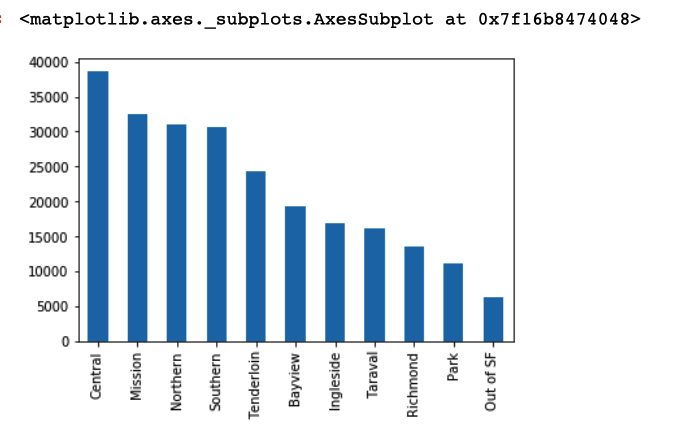 : <matplotlib.axes._subplots.AxesSubplot at 0x7f16b8474048>
40000
35000
30000
25000
20000
15000
10000
5000
0
Central
Mission
Northern
Southern
Tenderloin
Bayview
Ingleside
Taraval
Richmond
Park
Out of SF